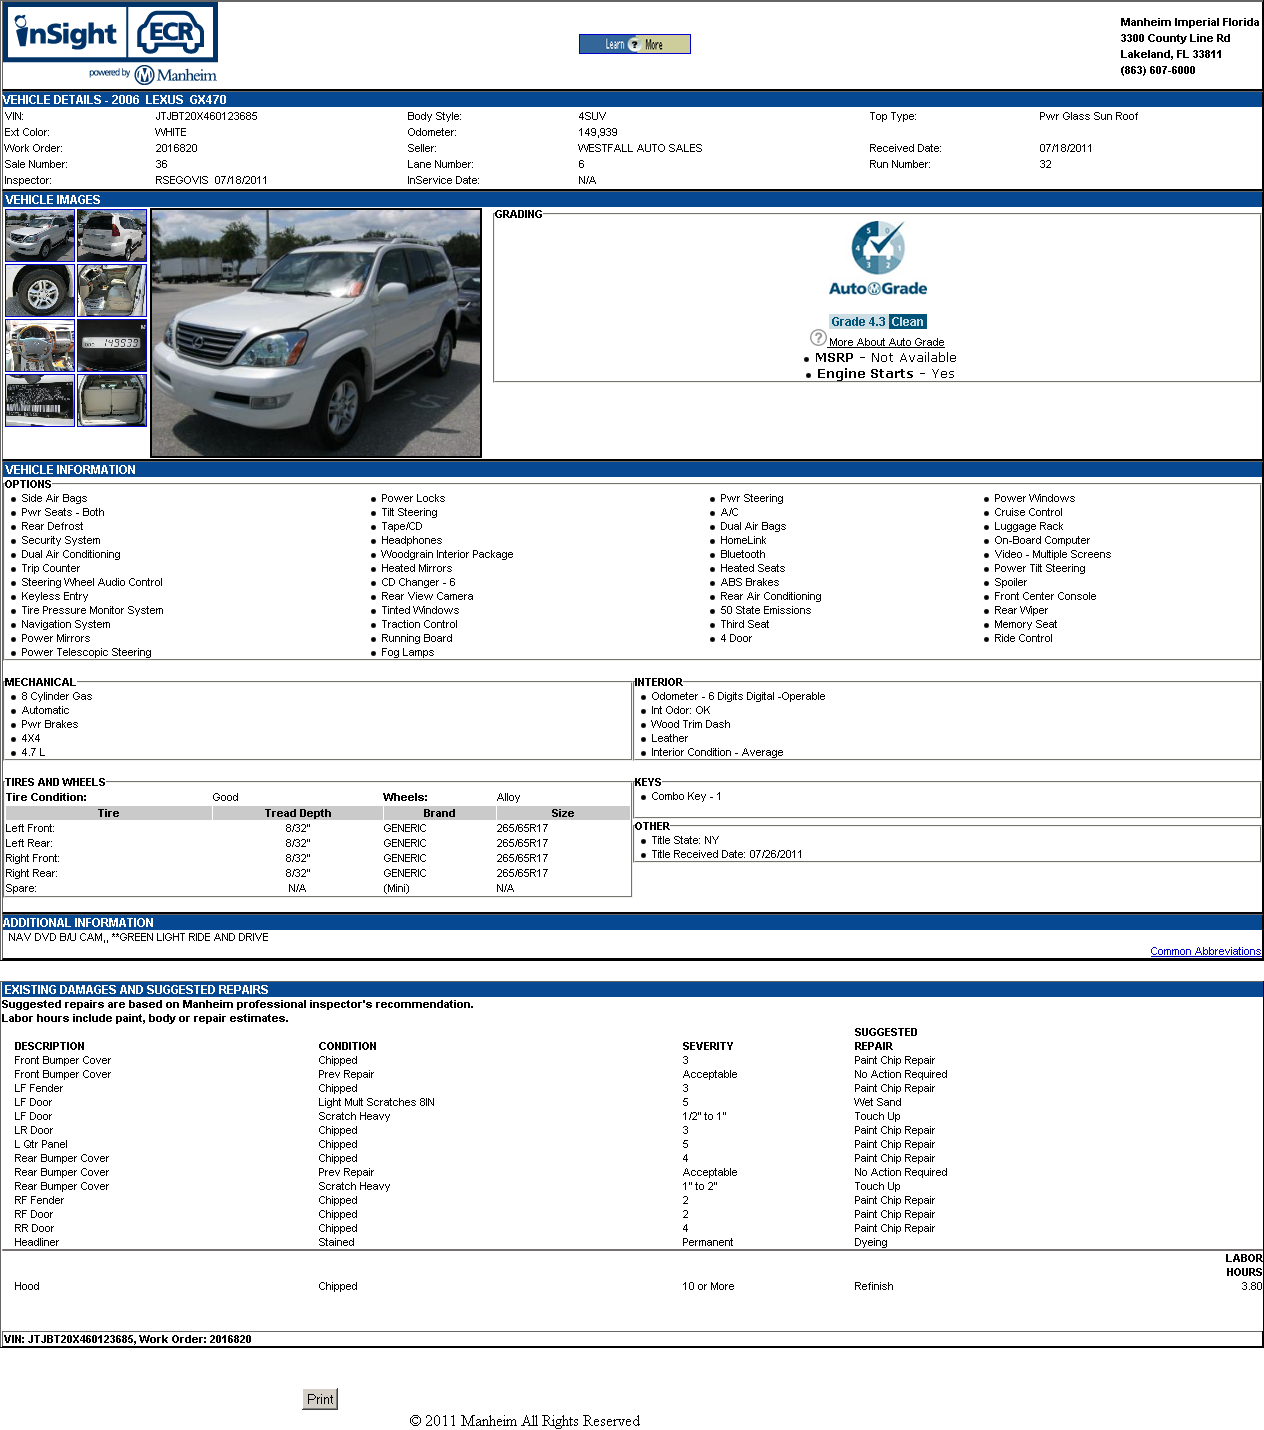 inSight ECR
powered by Manheim
Learn ? More
Manheim Imperial Florida
3300 County Line Rd
Lakeland, FL 33811
(863) 607-6000
VEHICLE DETAILS - 2006 LEXUS GX470
VIN: JTJBT20X460123685 Body Style: 4SUV Top Type: Pwr Glass Sun Roof
Ext Color: WHITE Odometer: 149,939
Work Order: 2016820 Seller: WESTFALL AUTO SALES Received Date: 07/18/2011
Sale Number: 36 Lane Number: 6 Run Number: 32
Inspector: RSEGOVIS 07/18/2011 InService Date: N/A
VEHICLE IMAGES
149939
GRADING
5 0 4 1 3 2
AutoGrade
Grade 4.3 Clean
? More About Auto Grade
MSRP - Not Available
Engine Starts - Yes
VEHICLE INFORMATION
OPTIONS
Side Air Bags Power Locks Pwr Steering Power Windows
Pwr Seats - Both Tilt Steering A/C Cruise Control
Rear Defrost Tape/CD Dual Air Bags Luggage Rack
Security System Headphones HomeLink On-Board Computer
Dual Air Conditioning Woodgrain Interior Package Bluetooth Video - Multiple Screens
Trip Counter Heated Mirrors Heated Seats Power Tilt Steering
Steering Wheel Audio Control CD Changer - 6 ABS Brakes Spoiler
Keyless Entry Rear View Camera Rear Air Conditioning Front Center Console
Tire Pressure Monitor System Tinted Windows 50 State Emissions Rear Wiper
Navigation System Traction Control Third Seat Memory Seat
Power Mirrors Running Board 4 Door Ride Control
Power Telescopic Steering Fog Lamps
MECHANICAL
8 Cylinder Gas
Automatic
Pwr Brakes
4X4
4.7 L
INTERIOR
Odometer - 6 Digits Digital -Operable
Int Odor: OK
Wood Trim Dash
Leather
Interior Condition - Average
TIRES AND WHEELS
Tire Condition: Good Wheels: Alloy
Tire Tread Depth Brand Size
Left Front: 8/32" GENERIC 265/65R17
Left Rear: 8/32" GENERIC 265/65R17
Right Front: 8/32" GENERIC 265/65R17
Right Rear: 8/32" GENERIC 265/65R17
Spare: N/A (Mini) N/A
KEYS
Combo Key - 1
OTHER
Title State: NY
Title Received Date: 07/26/2011
ADDITIONAL INFORMATION
NAV DVD B/U CAM,, **GREEN LIGHT RIDE AND DRIVE
Common Abbreviations
EXISTING DAMAGES AND SUGGESTED REPAIRS
Suggested repairs are based on Manheim professional inspector's recommendation.
Labor hours include paint, body or repair estimates.
DESCRIPTION CONDITION SEVERITY SUGGESTED REPAIR
Front Bumper Cover Chipped 3 Paint Chip Repair
Front Bumper Cover Prev Repair Acceptable No Action Required
LF Fender Chipped 3 Paint Chip Repair
LF Door Light Mult Scratches 8IN 5 Wet Sand
LF Door Scratch Heavy 1/2" to 1" Touch Up
LR Door Chipped 3 Paint Chip Repair
L Qtr Panel Chipped 5 Paint Chip Repair
Rear Bumper Cover Chipped 4 Paint Chip Repair
Rear Bumper Cover Prev Repair Acceptable No Action Required
Rear Bumper Cover Scratch Heavy 1" to 2" Touch Up
RF Fender Chipped 2 Paint Chip Repair
RF Door Chipped 2 Paint Chip Repair
RR Door Chipped 4 Paint Chip Repair
Headliner Stained Permanent Dyeing
LABOR HOURS
Hood Chipped 10 or More Refinish 3.80
VIN: JTJBT20X460123685, Work Order: 2016820
Print
© 2011 Manheim All Rights Reserved